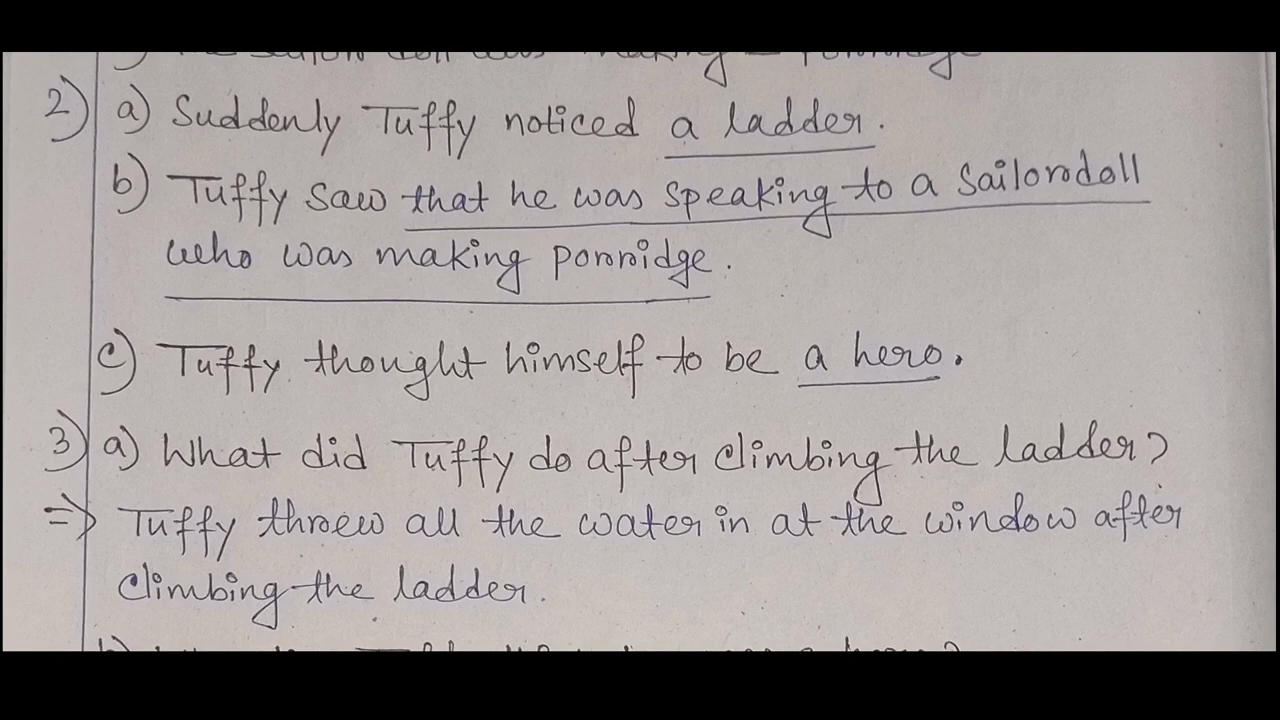 2) a) Suddenly Tuffy noticed a ladder.
b) Tuffy saw that he was speaking to a sailordoll
who was making porridge.
c) Tuffy thought himself to be a hero.
3) a) What did Tuffy do after climbing the ladder?
=> Tuffy threw all the water in at the window after
climbing the ladder.